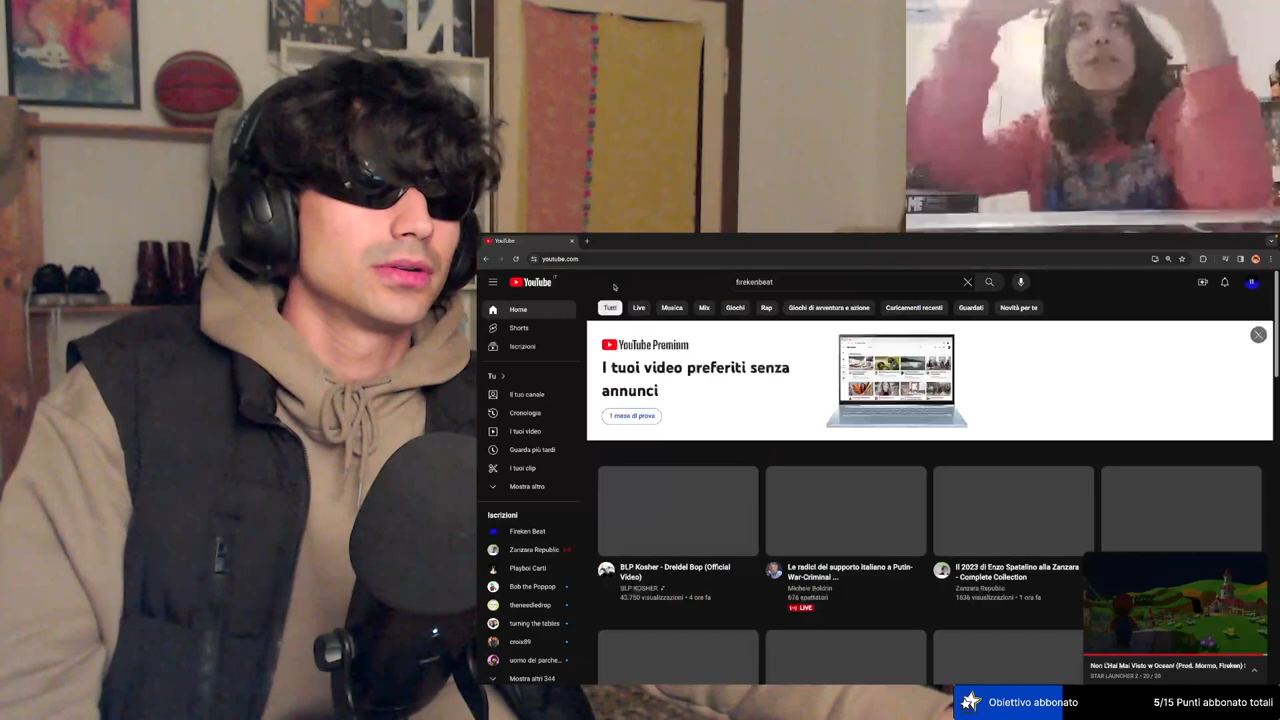 N
ME
YouTube
youtube.com
YouTube IT
firekenbeat
Tutti
Live
Musica
Mix
Giochi
Rap
Giochi di avventura e azione
Caricamenti recenti
Guardati
Novità per te
Home
Shorts
Iscrizioni
Tu
Il tuo canale
Cronologia
I tuoi video
Guarda più tardi
I tuoi clip
Mostra altro
Iscrizioni
Fireken Beat
Zanzara Republic
Playboi Carti
Bob the Poppop
theneedledrop
turning the tables
croix89
uomo del parche...
Mostra altri 344
YouTube Premium
I tuoi video preferiti senza
annunci
1 mese di prova
BLP Kosher - Dreidel Bop (Official
Video)
BLP KOSHER
40.750 visualizzazioni • 4 ore fa
Le radici del supporto italiano a Putin-
War-Criminal ...
Michele Boldrin
676 spettatori
LIVE
Il 2023 di Enzo Spatalino alla Zanzara
- Complete Collection
Zanzara Republic
1636 visualizzazioni • 1 ora fa
Non L'Hai Mai Visto w Ocean! (Prod. Mormo, Fireken) !
STAR LAUNCHER 2 • 20 / 20
Obiettivo abbonato
5/15 Punti abbonato totali